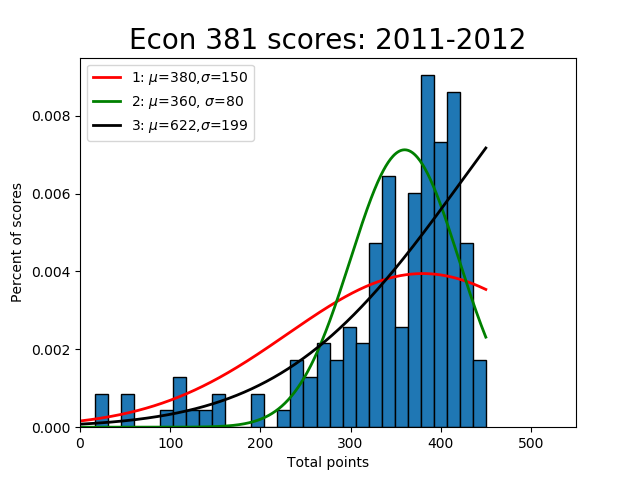 Econ 381 scores: 2011-2012
1: μ=380,σ=150
2: μ=360, σ=80
3: μ=622,σ=199
Percent of scores
0.008
0.006
0.004
0.002
0.000
0 100 200 300 400 500
Total points